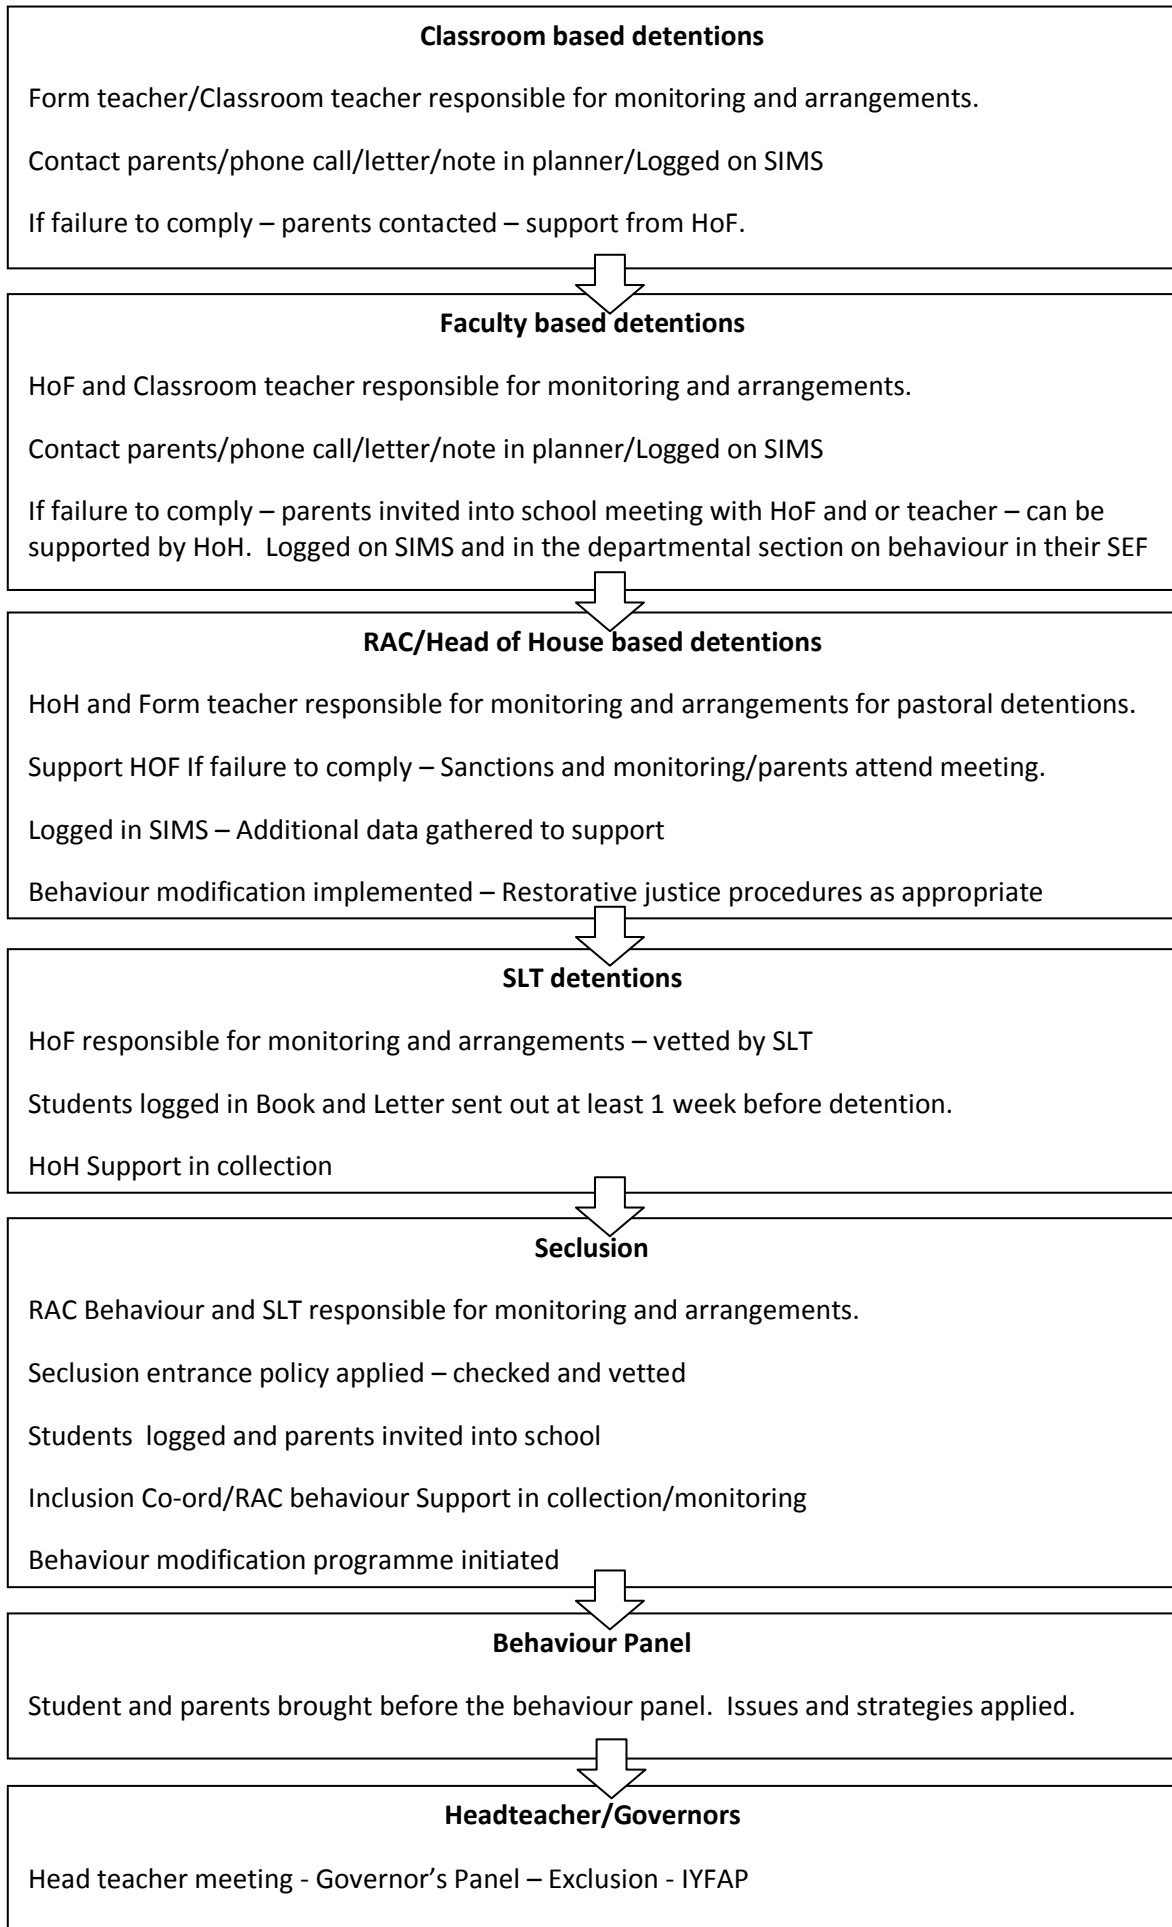 Classroom based detentions
Form teacher/Classroom teacher responsible for monitoring and arrangements.
Contact parents/phone call/letter/note in planner/Logged on SIMS
If failure to comply – parents contacted – support from HoF.
Faculty based detentions
HoF and Classroom teacher responsible for monitoring and arrangements.
Contact parents/phone call/letter/note in planner/Logged on SIMS
If failure to comply – parents invited into school meeting with HoF and or teacher – can be
supported by HoH.  Logged on SIMS and in the departmental section on behaviour in their SEF
RAC/Head of House based detentions
HoH and Form teacher responsible for monitoring and arrangements for pastoral detentions.
Support HOF If failure to comply – Sanctions and monitoring/parents attend meeting.
Logged in SIMS – Additional data gathered to support
Behaviour modification implemented – Restorative justice procedures as appropriate
SLT detentions
HoF responsible for monitoring and arrangements – vetted by SLT
Students logged in Book and Letter sent out at least 1 week before detention.
HoH Support in collection
Seclusion
RAC Behaviour and SLT responsible for monitoring and arrangements.
Seclusion entrance policy applied – checked and vetted
Students  logged and parents invited into school
Inclusion Co-ord/RAC behaviour Support in collection/monitoring
Behaviour modification programme initiated
Behaviour Panel
Student and parents brought before the behaviour panel.  Issues and strategies applied.
Headteacher/Governors
Head teacher meeting - Governor’s Panel – Exclusion - IYFAP